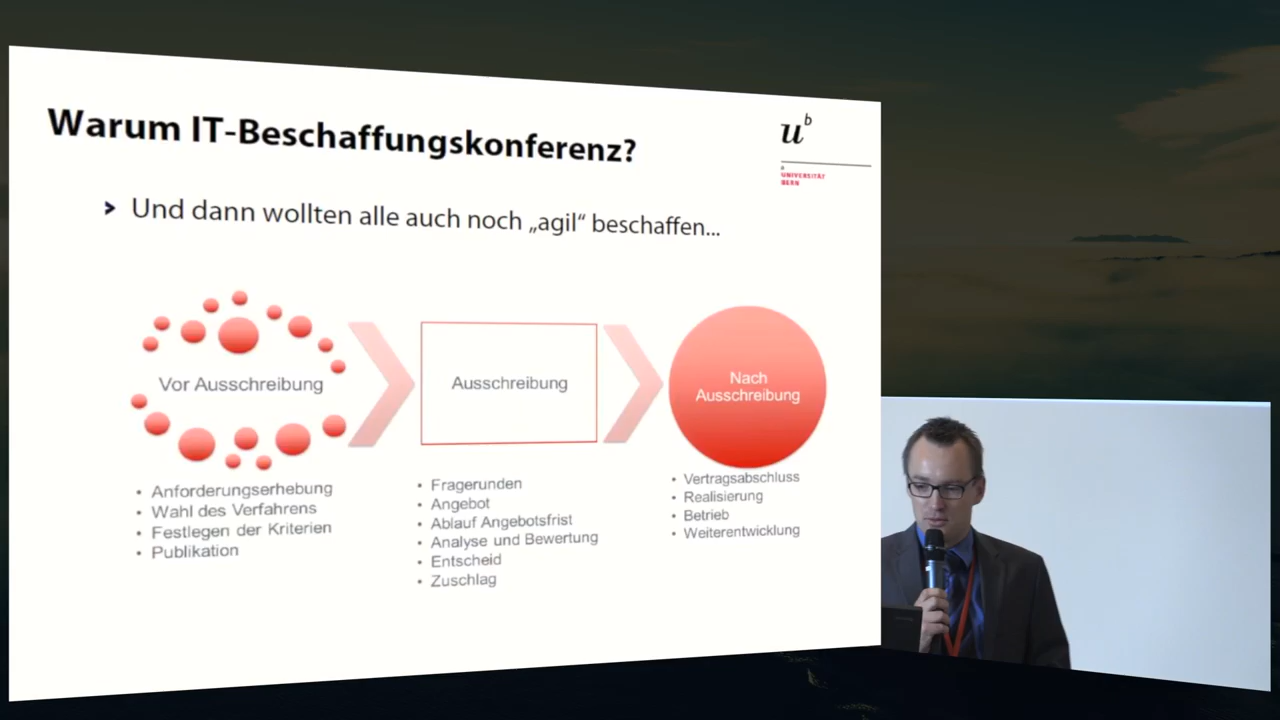 Warum IT-Beschaffungskonferenz?
u^b
b
UNIVERSITÄT
BERN
> Und dann wollten alle auch noch „agil“ beschaffen...
Vor Ausschreibung
Ausschreibung
Nach
Ausschreibung
• Anforderungserhebung
• Wahl des Verfahrens
• Festlegen der Kriterien
• Publikation
• Fragerunden
• Angebot
• Ablauf Angebotsfrist
• Analyse und Bewertung
• Entscheid
• Zuschlag
• Vertragsabschluss
• Realisierung
• Betrieb
• Weiterentwicklung